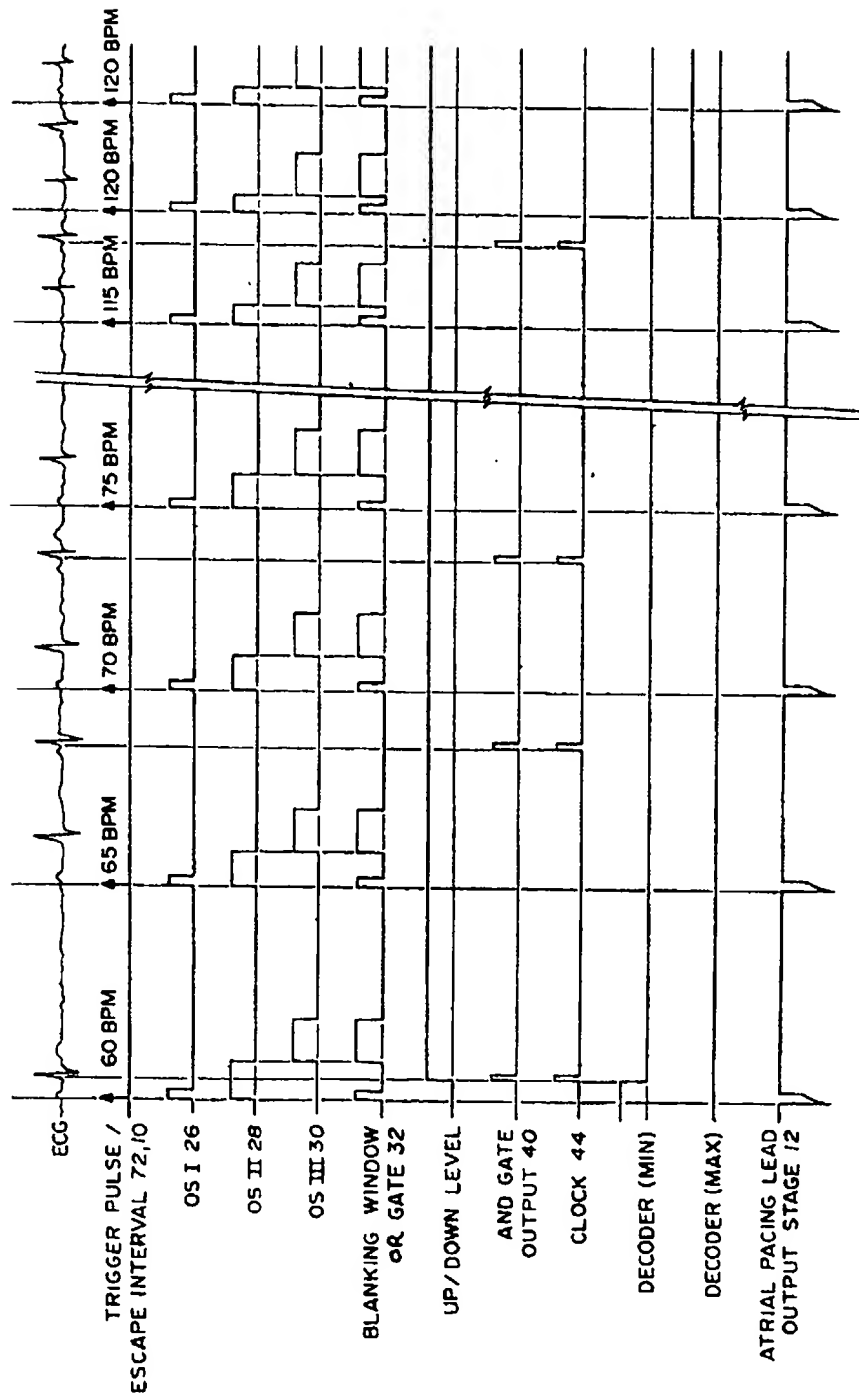 ECG
TRIGGER PULSE /
ESCAPE INTERVAL 72,10
60 BPM
65 BPM
70 BPM
75 BPM
115 BPM
120 BPM
120 BPM
OS I 26
OS II 28
OS III 30
BLANKING WINDOW
OR GATE 32
UP/DOWN LEVEL
AND GATE
OUTPUT 40
CLOCK 44
DECODER (MIN)
DECODER (MAX)
ATRIAL PACING LEAD
OUTPUT STAGE 12